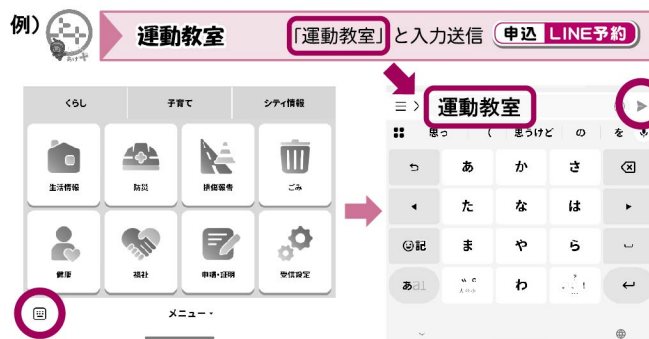 例)
運動教室
「運動教室」と入力送信
申込 LINE予約
くらし 子育て シティ情報
生活情報 防災 損傷報告 ごみ
健康 福祉 申請・証明 受信設定
メニュー
運動教室
思っ ( 思うけど の を
あ か さ
た な は
記 ま や ら
あa1 わ